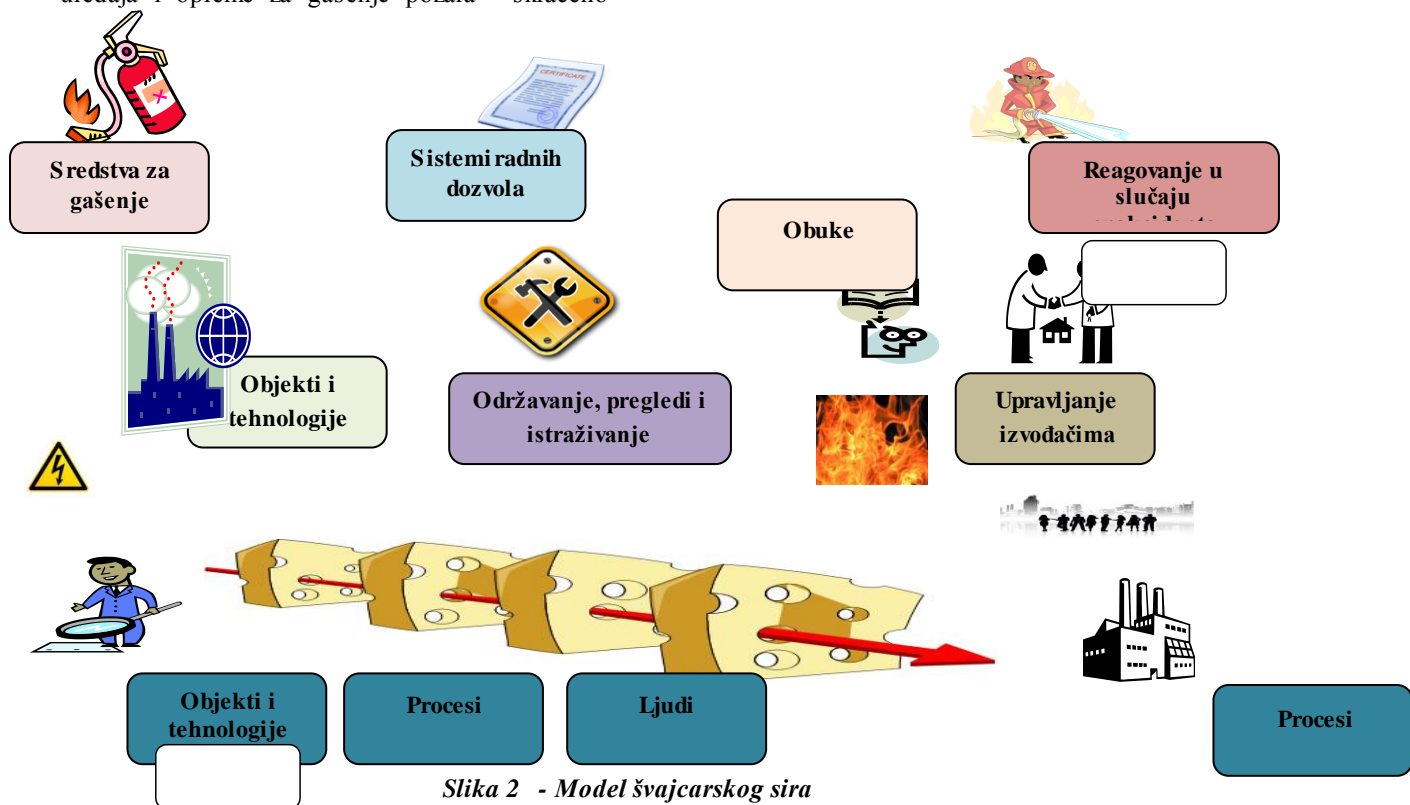 Sredstva za
gašenje
Sistemi radnih
dozvola
CERTIFICATE
Reagovanje u
slučaju
Obuke
Objekti i
tehnologije
Održavanje, pregledi i
istraživanje
Upravljanje
izvođačima
Objekti i
tehnologije
Procesi
Ljudi
Procesi
Slika 2 - Model švajcarskog sira